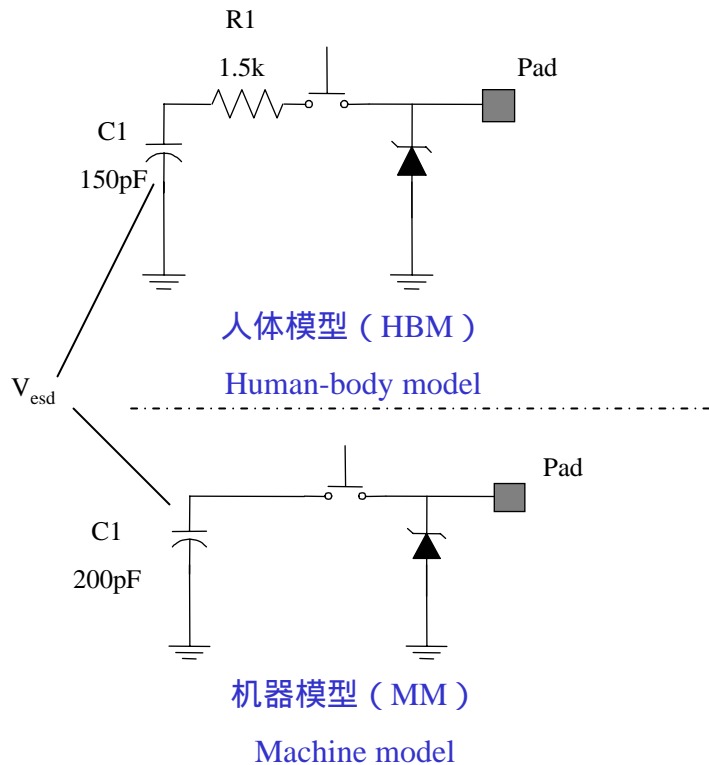 R1
1.5k
Pad
C1
150pF
人体模型（HBM）
Human-body model
V_esd
Pad
C1
200pF
机器模型（MM）
Machine model